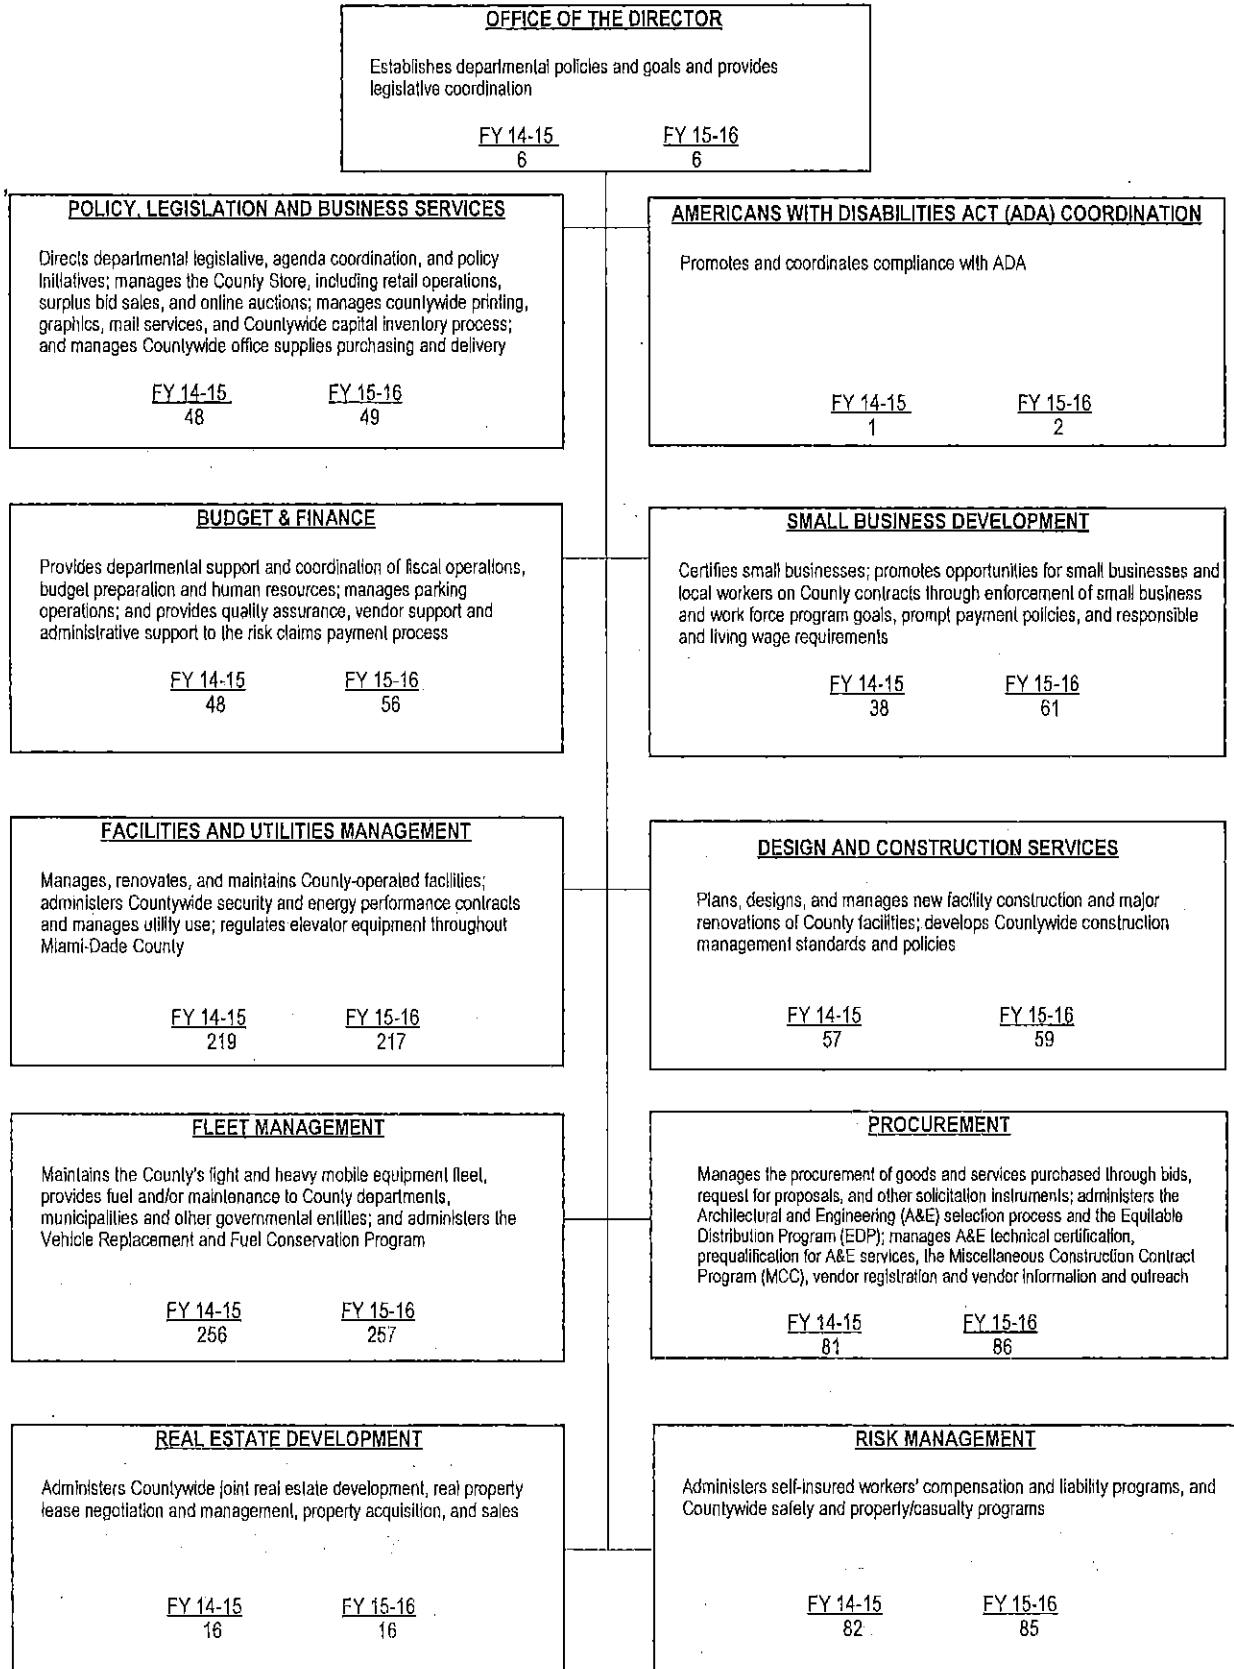 OFFICE OF THE DIRECTOR
Establishes departmental policies and goals and provides
legislative coordination
FY 14-15 FY 15-16
6 6
POLICY, LEGISLATION AND BUSINESS SERVICES
Directs departmental legislative, agenda coordination, and policy
initiatives; manages the County Store, including retail operations,
surplus bid sales, and online auctions; manages countywide printing,
graphics, mail services, and Countywide capital inventory process;
and manages Countywide office supplies purchasing and delivery
FY 14-15 FY 15-16
48 49
AMERICANS WITH DISABILITIES ACT (ADA) COORDINATION
Promotes and coordinates compliance with ADA
FY 14-15 FY 15-16
1 2
BUDGET & FINANCE
Provides departmental support and coordination of fiscal operations,
budget preparation and human resources; manages parking
operations; and provides quality assurance, vendor support and
administrative support to the risk claims payment process
FY 14-15 FY 15-16
48 56
SMALL BUSINESS DEVELOPMENT
Certifies small businesses; promotes opportunities for small businesses and
local workers on County contracts through enforcement of small business
and work force program goals, prompt payment policies, and responsible
and living wage requirements
FY 14-15 FY 15-16
38 61
FACILITIES AND UTILITIES MANAGEMENT
Manages, renovates, and maintains County-operated facilities;
administers Countywide security and energy performance contracts
and manages utility use; regulates elevator equipment throughout
Miami-Dade County
FY 14-15 FY 15-16
219 217
DESIGN AND CONSTRUCTION SERVICES
Plans, designs, and manages new facility construction and major
renovations of County facilities; develops Countywide construction
management standards and policies
FY 14-15 FY 15-16
57 59
FLEET MANAGEMENT
Maintains the County's light and heavy mobile equipment fleet,
provides fuel and/or maintenance to County departments,
municipalities and other governmental entities; and administers the
Vehicle Replacement and Fuel Conservation Program
FY 14-15 FY 15-16
256 257
PROCUREMENT
Manages the procurement of goods and services purchased through bids,
request for proposals, and other solicitation instruments; administers the
Architectural and Engineering (A&E) selection process and the Equitable
Distribution Program (EDP); manages A&E technical certification,
prequalification for A&E services, the Miscellaneous Construction Contract
Program (MCC), vendor registration and vendor information and outreach
FY 14-15 FY 15-16
81 86
REAL ESTATE DEVELOPMENT
Administers Countywide joint real estate development, real property
lease negotiation and management, property acquisition, and sales
FY 14-15 FY 15-16
16 16
RISK MANAGEMENT
Administers self-insured workers' compensation and liability programs, and
Countywide safety and property/casualty programs
FY 14-15 FY 15-16
82 85